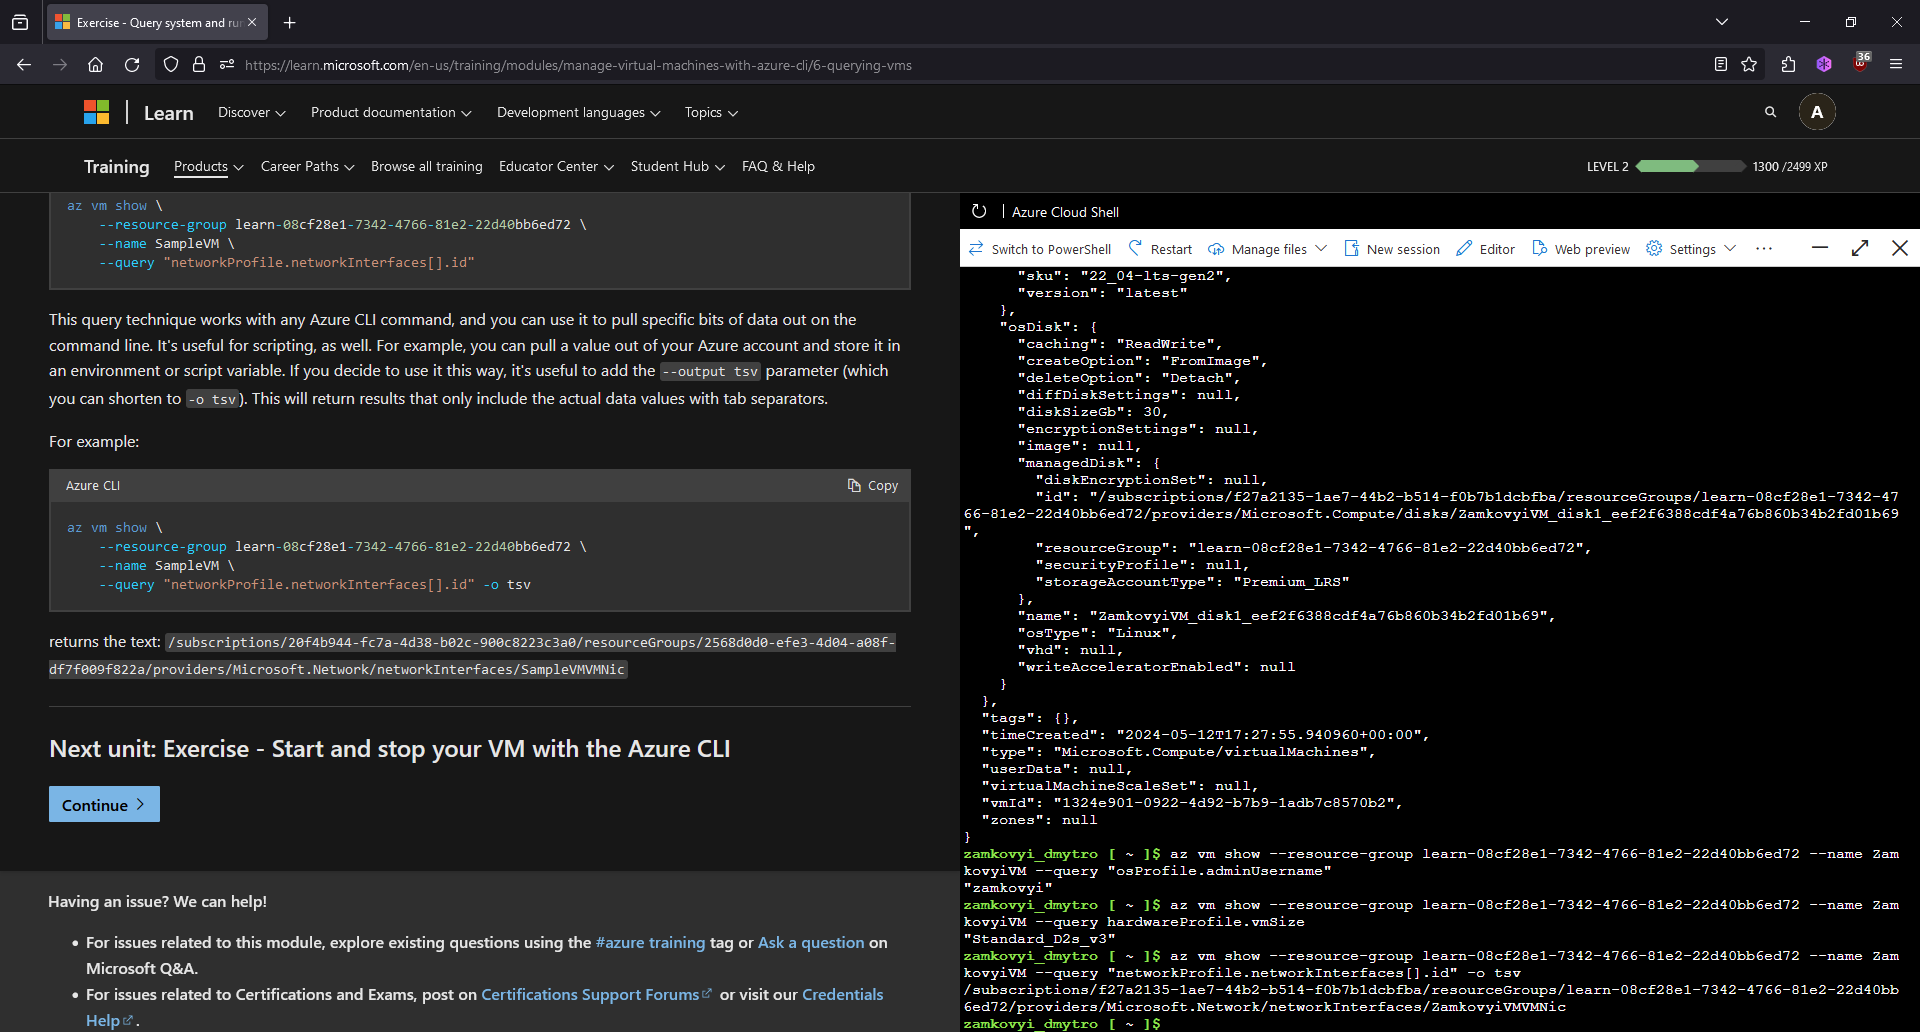 Exercise - Query system and ru
36
https://learn.microsoft.com/en-us/training/modules/manage-virtual-machines-with-azure-cli/6-querying-vms
Learn Discover Product documentation Development languages Topics A
Training Products Career Paths Browse all training Educator Center Student Hub FAQ & Help LEVEL 2 1300 /2499 XP
az vm show \
--resource-group learn-08cf28e1-7342-4766-81e2-22d40bb6ed72 \
--name SampleVM \
--query "networkProfile.networkInterfaces[].id"
This query technique works with any Azure CLI command, and you can use it to pull specific bits of data out on the
command line. It's useful for scripting, as well. For example, you can pull a value out of your Azure account and store it in
an environment or script variable. If you decide to use it this way, it's useful to add the --output tsv parameter (which
you can shorten to -o tsv). This will return results that only include the actual data values with tab separators.
For example:
Azure CLI Copy
az vm show \
--resource-group learn-08cf28e1-7342-4766-81e2-22d40bb6ed72 \
--name SampleVM \
--query "networkProfile.networkInterfaces[].id" -o tsv
returns the text: /subscriptions/20f4b944-fc7a-4d38-b02c-900c8223c3a0/resourceGroups/2568d0d0-efe3-4d04-a08f-
df7f009f822a/providers/Microsoft.Network/networkInterfaces/SampleVMVMNic
Next unit: Exercise - Start and stop your VM with the Azure CLI
Continue
Having an issue? We can help!
• For issues related to this module, explore existing questions using the #azure training tag or Ask a question on
Microsoft Q&A.
• For issues related to Certifications and Exams, post on Certifications Support Forums or visit our Credentials
Help .
Azure Cloud Shell
Switch to PowerShell Restart Manage files New session Editor Web preview Settings ...
"sku": "22_04-lts-gen2",
"version": "latest"
},
"osDisk": {
"caching": "ReadWrite",
"createOption": "FromImage",
"deleteOption": "Detach",
"diffDiskSettings": null,
"diskSizeGb": 30,
"encryptionSettings": null,
"image": null,
"managedDisk": {
"diskEncryptionSet": null,
"id": "/subscriptions/f27a2135-1ae7-44b2-b514-f0b7b1dcbfba/resourceGroups/learn-08cf28e1-7342-47
66-81e2-22d40bb6ed72/providers/Microsoft.Compute/disks/ZamkovyiVM_disk1_eef2f6388cdf4a76b860b34b2fd01b69
",
"resourceGroup": "learn-08cf28e1-7342-4766-81e2-22d40bb6ed72",
"securityProfile": null,
"storageAccountType": "Premium_LRS"
},
"name": "ZamkovyiVM_disk1_eef2f6388cdf4a76b860b34b2fd01b69",
"osType": "Linux",
"vhd": null,
"writeAcceleratorEnabled": null
}
},
"tags": {},
"timeCreated": "2024-05-12T17:27:55.940960+00:00",
"type": "Microsoft.Compute/virtualMachines",
"userData": null,
"virtualMachineScaleSet": null,
"vmId": "1324e901-0922-4d92-b7b9-1adb7c8570b2",
"zones": null
}
zamkovyi_dmytro [ ~ ]$ az vm show --resource-group learn-08cf28e1-7342-4766-81e2-22d40bb6ed72 --name Zam
kovyiVM --query "osProfile.adminUsername"
"zamkovyi"
zamkovyi_dmytro [ ~ ]$ az vm show --resource-group learn-08cf28e1-7342-4766-81e2-22d40bb6ed72 --name Zam
kovyiVM --query hardwareProfile.vmSize
"Standard_D2s_v3"
zamkovyi_dmytro [ ~ ]$ az vm show --resource-group learn-08cf28e1-7342-4766-81e2-22d40bb6ed72 --name Zam
kovyiVM --query "networkProfile.networkInterfaces[].id" -o tsv
/subscriptions/f27a2135-1ae7-44b2-b514-f0b7b1dcbfba/resourceGroups/learn-08cf28e1-7342-4766-81e2-22d40bb
6ed72/providers/Microsoft.Network/networkInterfaces/ZamkovyiVMVMNic
zamkovyi_dmytro [ ~ ]$